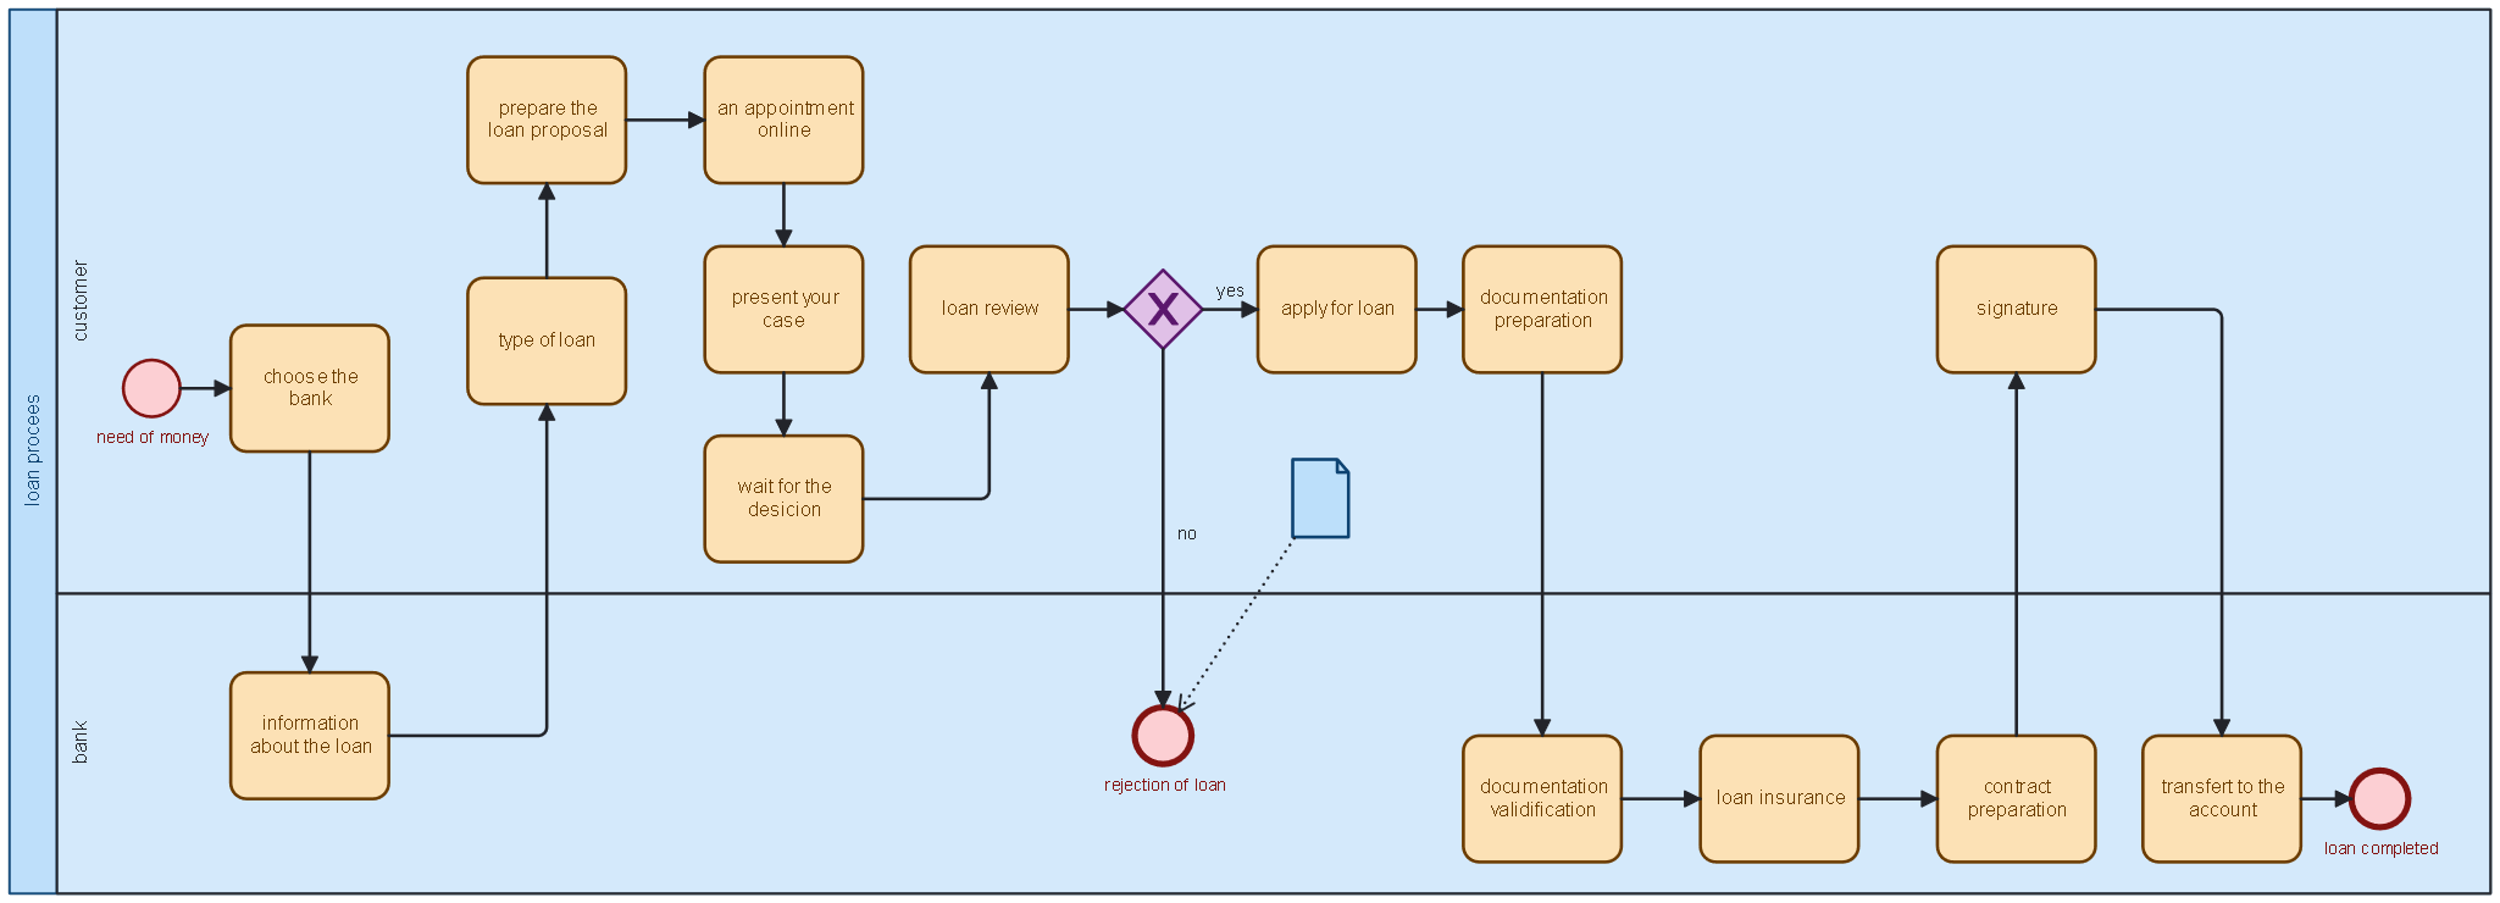 loan procees
customer
bank
need of money
choose the
bank
information
about the loan
type of loan
prepare the
loan proposal
an appointment
online
present your
case
wait for the
desicion
loan review
yes
no
rejection of loan
apply for loan
documentation
preparation
documentation
validification
loan insurance
contract
preparation
signature
transfert to the
account
loan completed